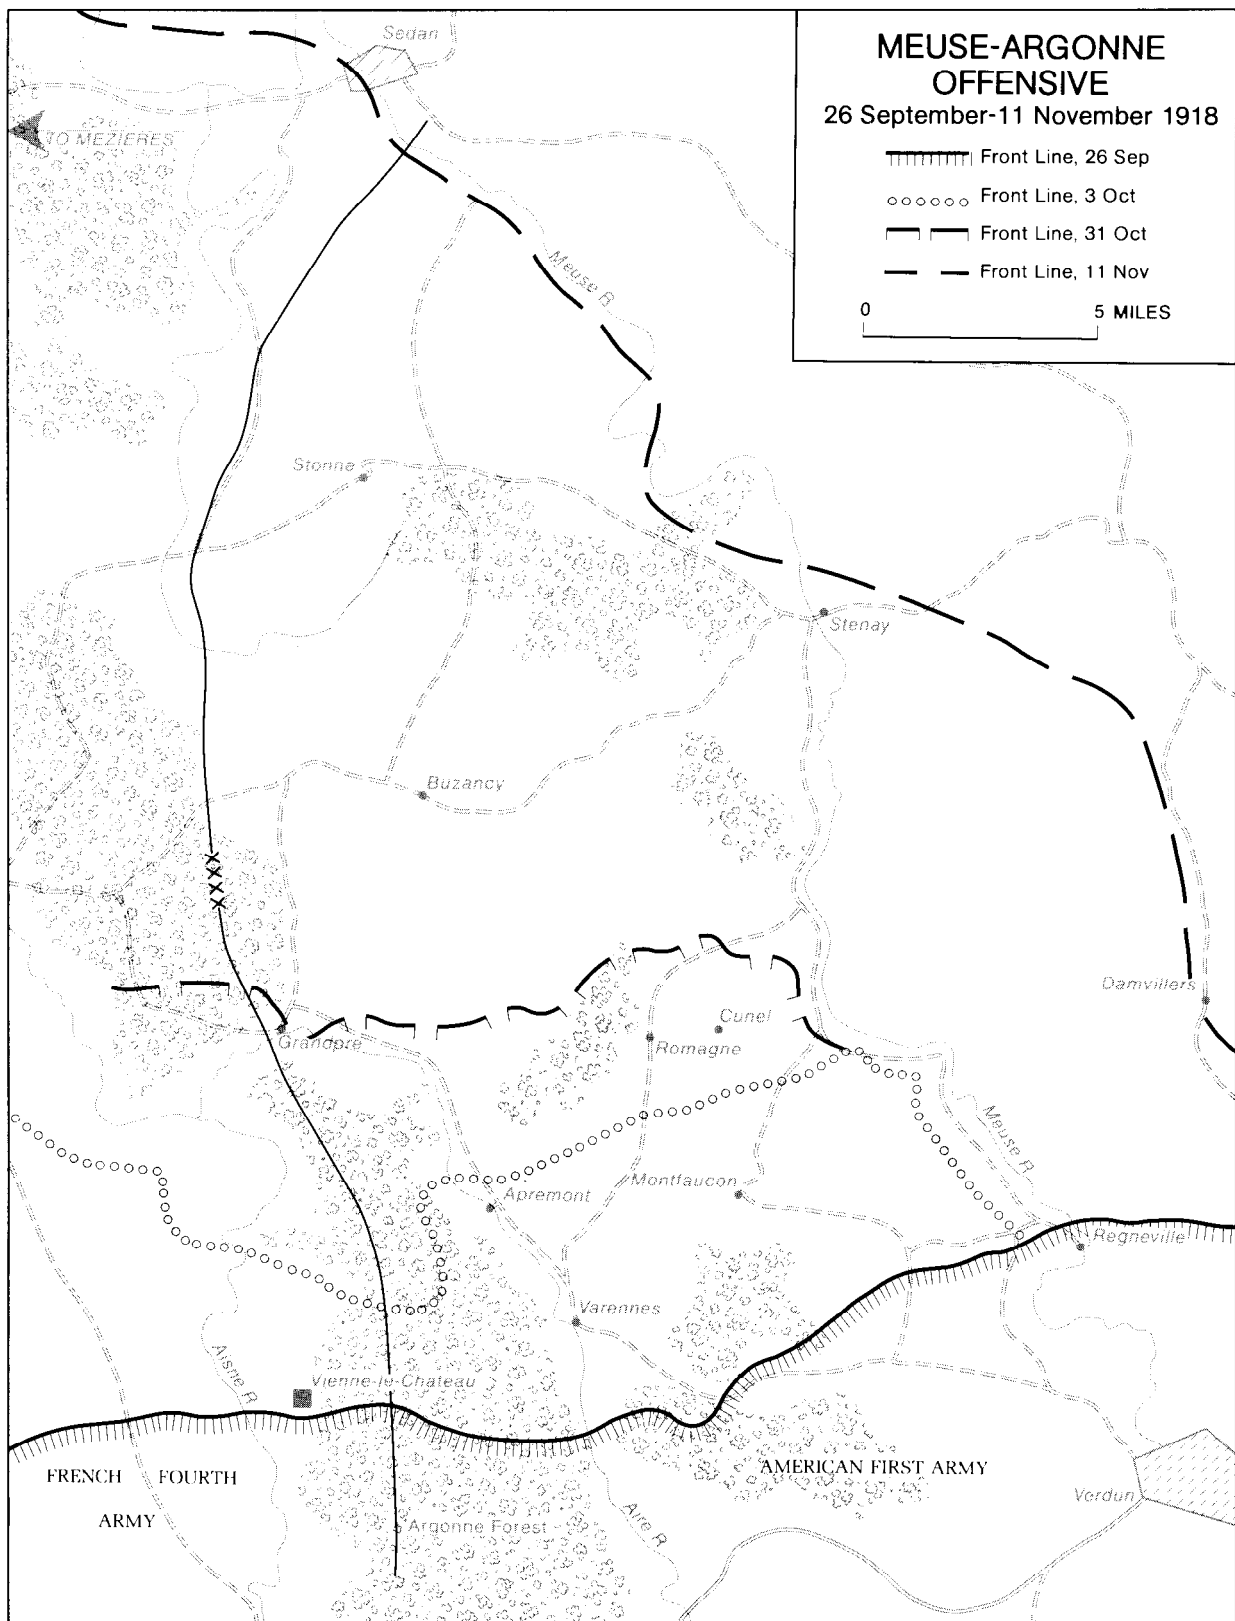 MEUSE-ARGONNE
OFFENSIVE
26 September-11 November 1918
Front Line, 26 Sep
Front Line, 3 Oct
Front Line, 31 Oct
Front Line, 11 Nov
0 5 MILES
Sedan
TO MEZIERES
Meuse R
Stonne
Stenay
Buzancy
Damvillers
Grandpre
Cunel
Romagne
Meuse R
Apremont
Montfaucon
Regneville
Varennes
Aisne R
Vienne-le-Chateau
FRENCH FOURTH
ARMY
AMERICAN FIRST ARMY
Verdun
Argonne Forest
Aire R
XXXX